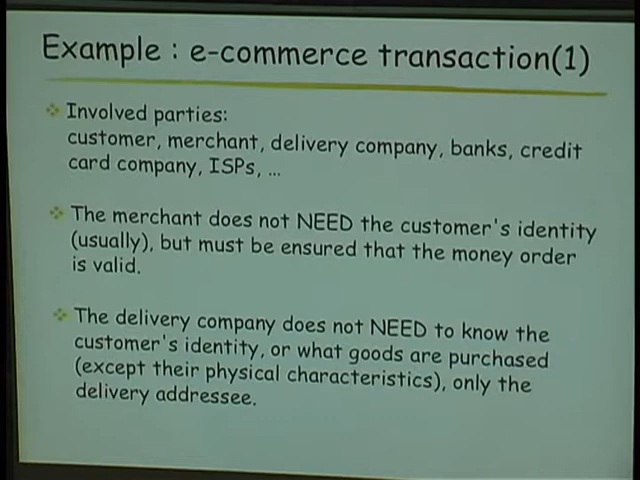 Example : e-commerce transaction(1)
Involved parties:
customer, merchant, delivery company, banks, credit
card company, ISPs, ...
The merchant does not NEED the customer's identity
(usually), but must be ensured that the money order
is valid.
The delivery company does not NEED to know the
customer's identity, or what goods are purchased
(except their physical characteristics), only the
delivery addressee.